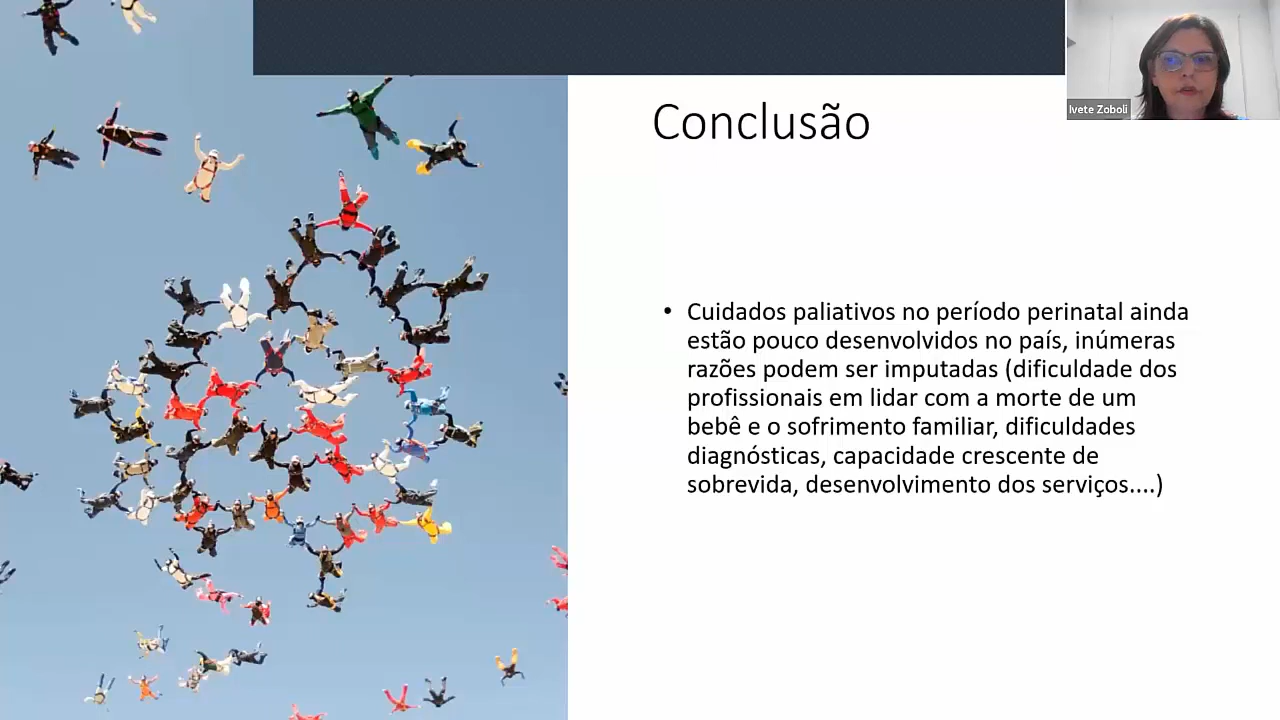 Ivete Zoboli
Conclusão
• Cuidados paliativos no período perinatal ainda
estão pouco desenvolvidos no país, inúmeras
razões podem ser imputadas (dificuldade dos
profissionais em lidar com a morte de um
bebê e o sofrimento familiar, dificuldades
diagnósticas, capacidade crescente de
sobrevida, desenvolvimento dos serviços....)